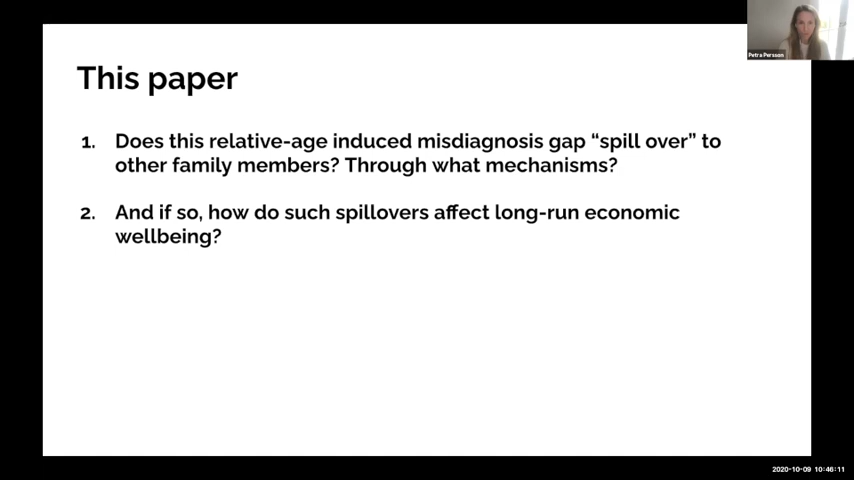 Petra Persson
This paper
1. Does this relative-age induced misdiagnosis gap “spill over” to
other family members? Through what mechanisms?
2. And if so, how do such spillovers affect long-run economic
wellbeing?
2020-10-09 10:46:11